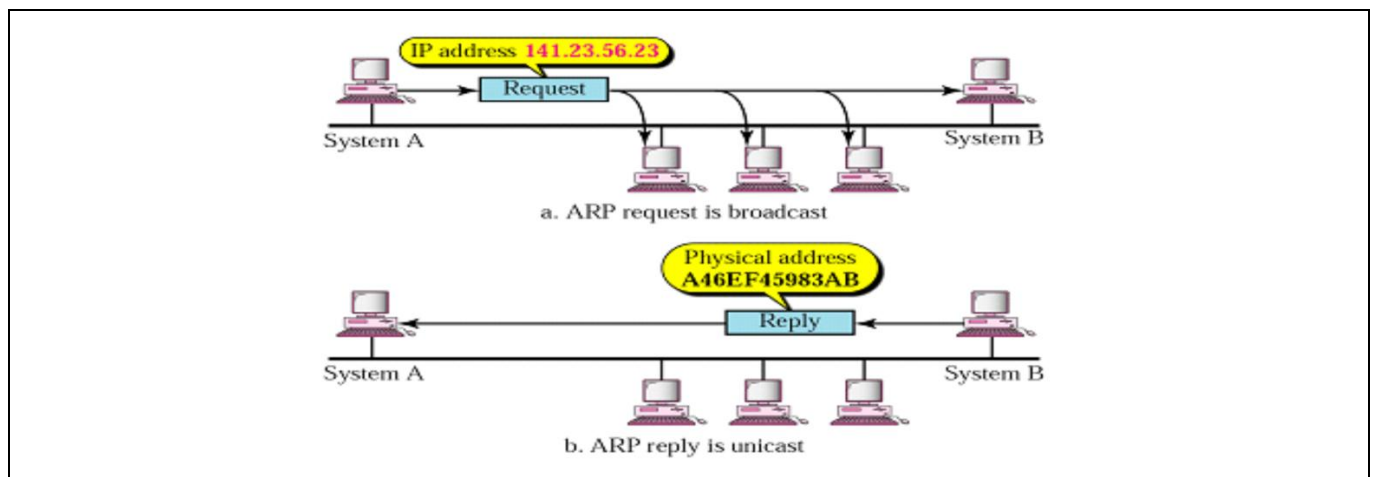 IP address 141.23.56.23
Request
System A
System B
a. ARP request is broadcast
Physical address
A46EF45983AB
Reply
System A
System B
b. ARP reply is unicast